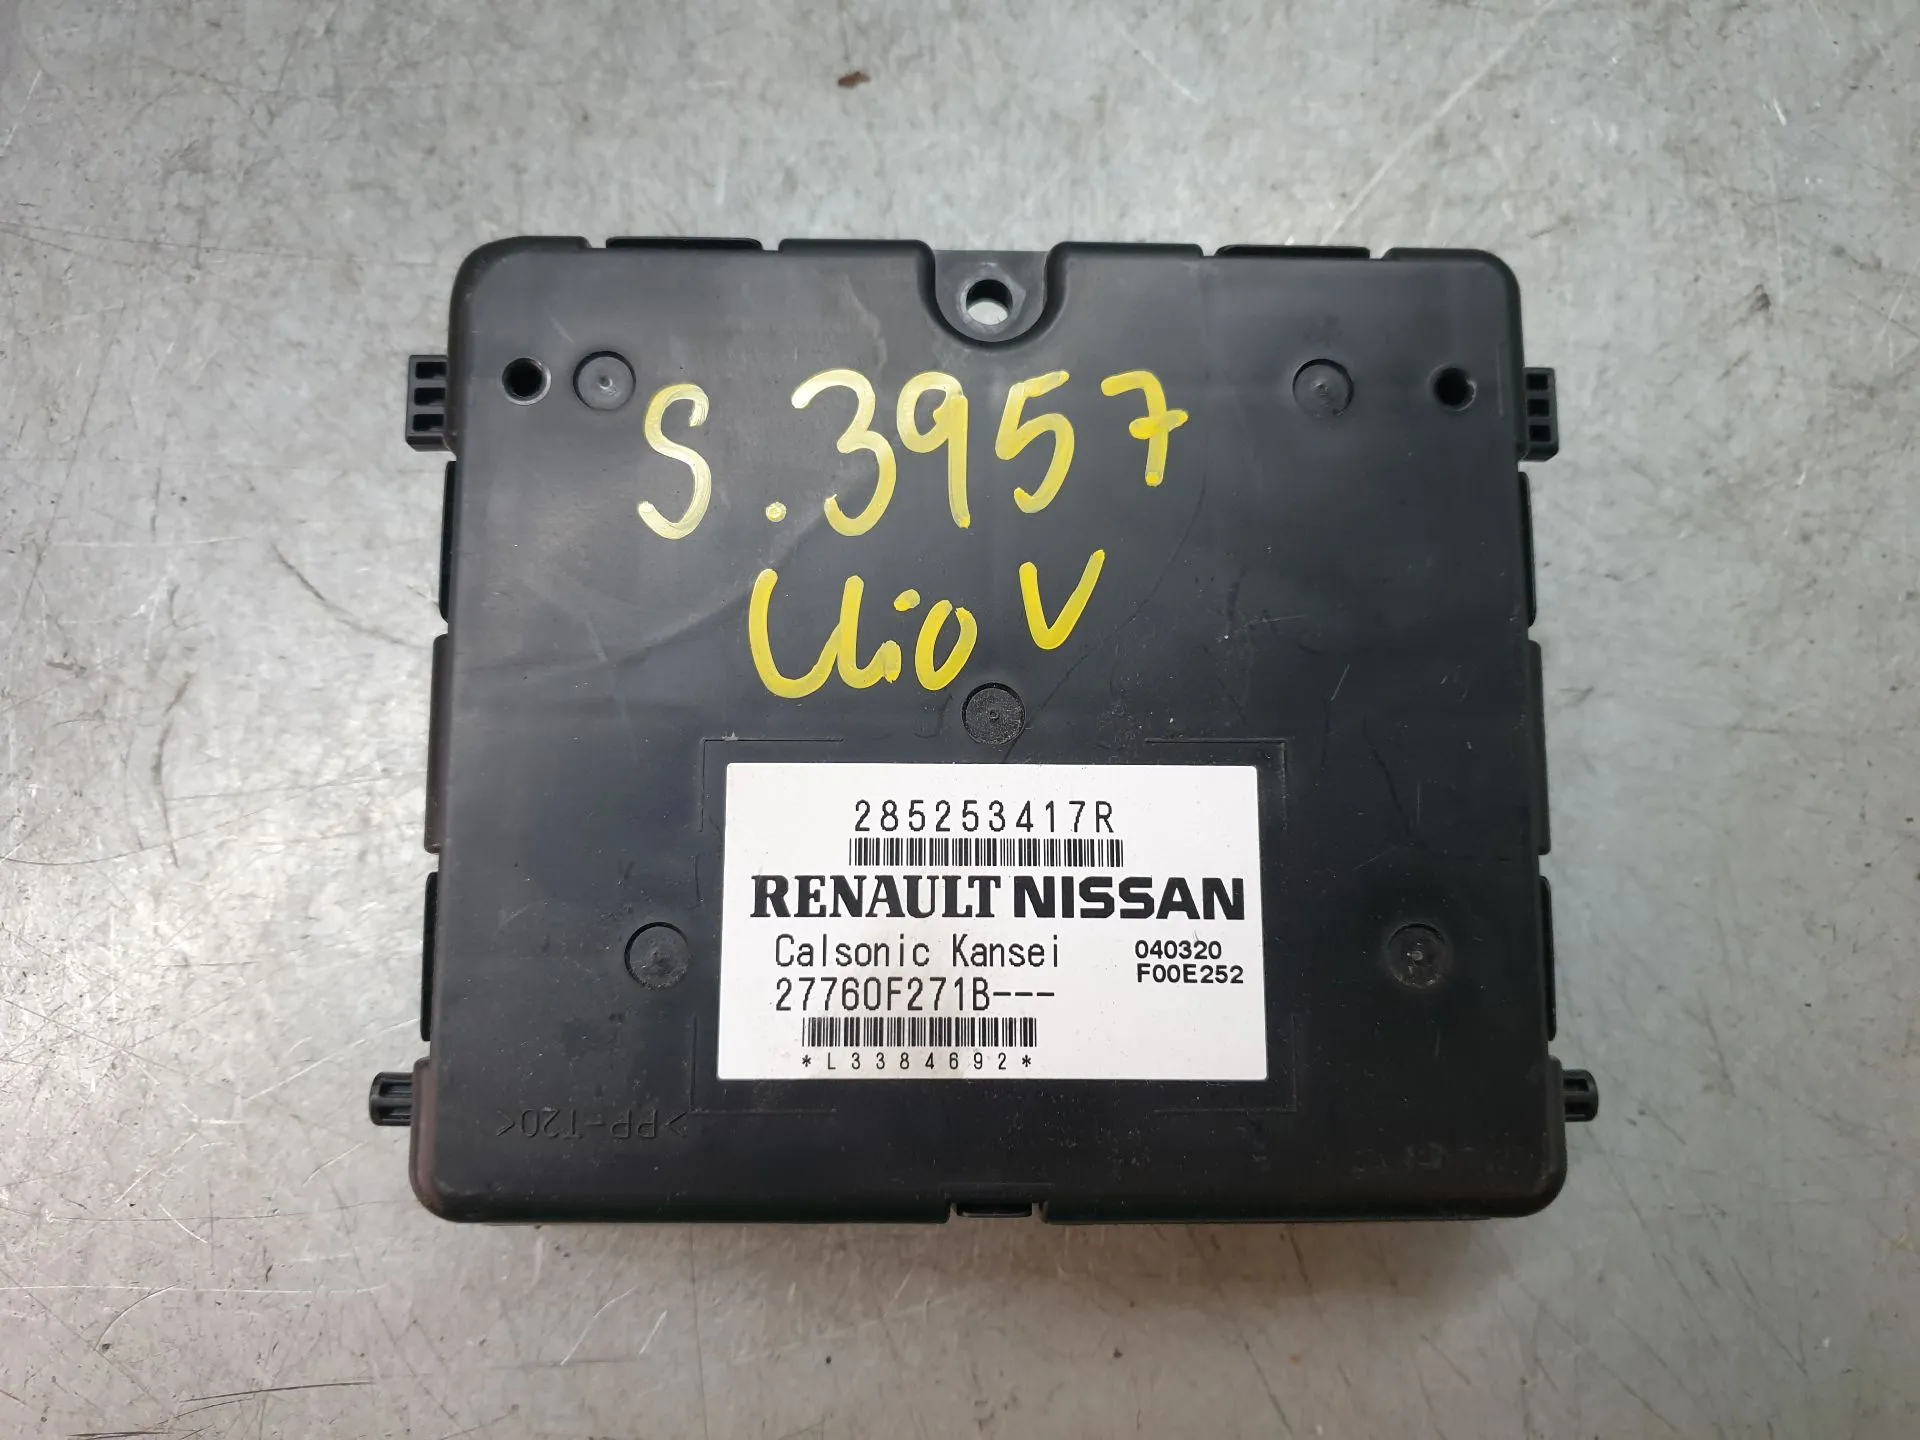 S.3957
Clio V
285253417R
RENAULT NISSAN
Calsonic Kansei
040320
27760F271B---
F00E252
*L3384692*
>PP-T20<